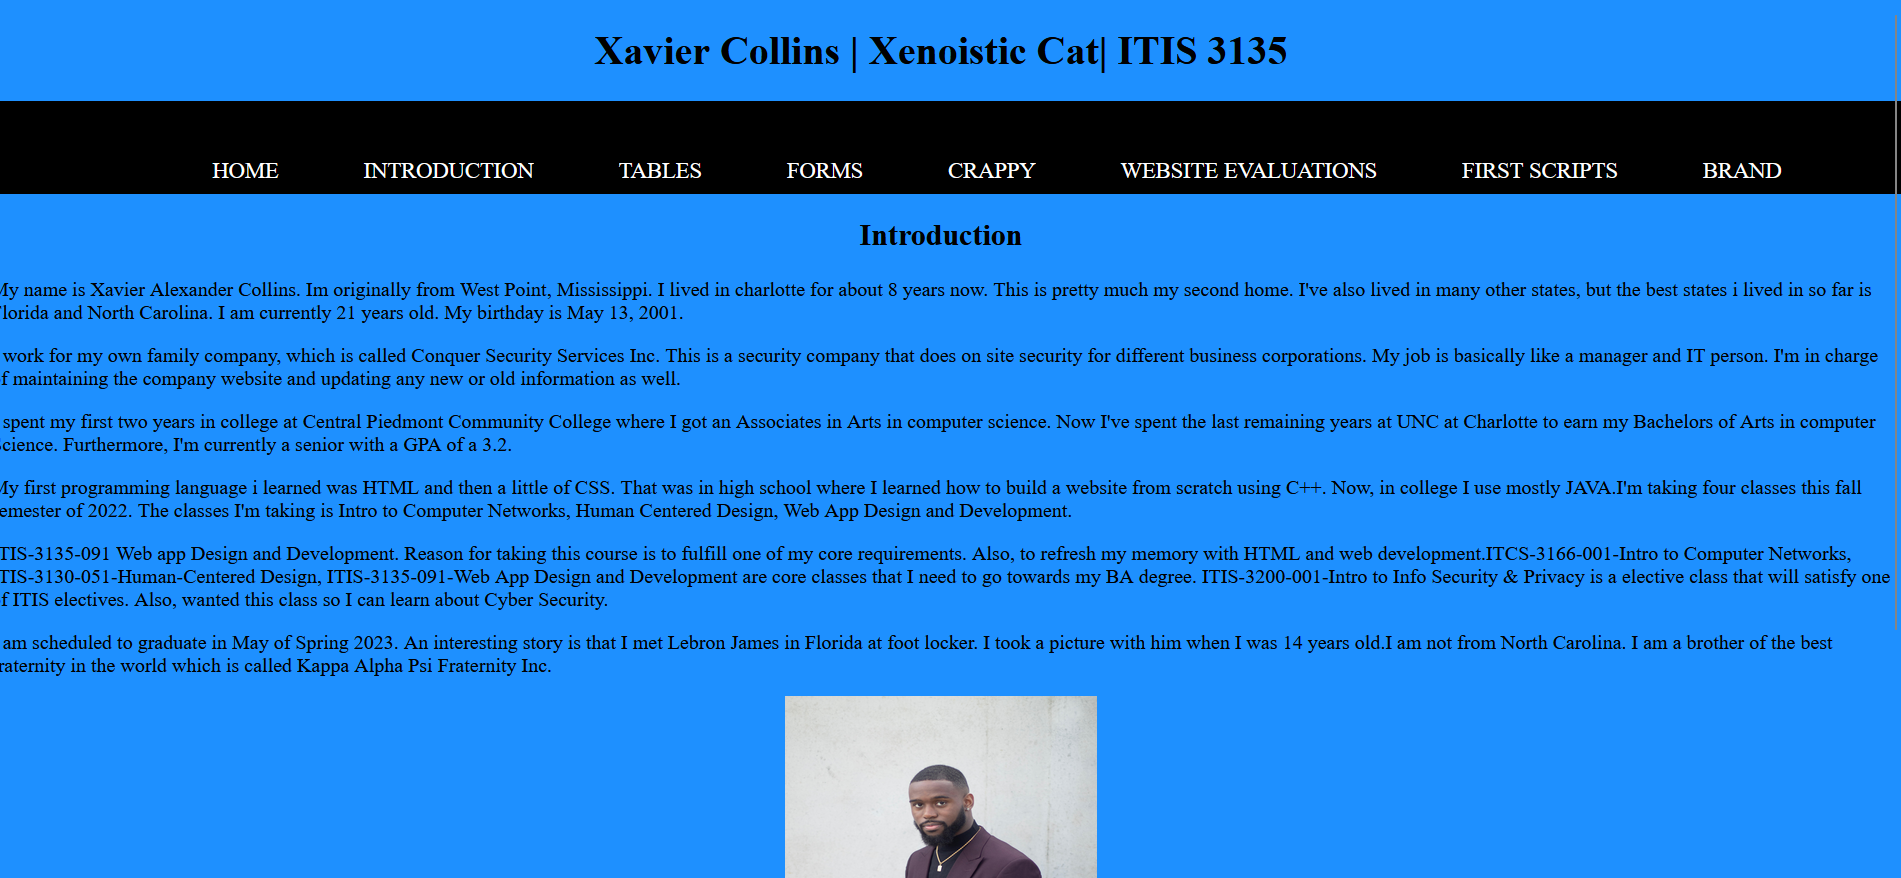 Xavier Collins | Xenoistic Cat| ITIS 3135
HOME INTRODUCTION TABLES FORMS CRAPPY WEBSITE EVALUATIONS FIRST SCRIPTS BRAND
Introduction
My name is Xavier Alexander Collins. Im originally from West Point, Mississippi. I lived in charlotte for about 8 years now. This is pretty much my second home. I've also lived in many other states, but the best states i lived in so far is
Florida and North Carolina. I am currently 21 years old. My birthday is May 13, 2001.
work for my own family company, which is called Conquer Security Services Inc. This is a security company that does on site security for different business corporations. My job is basically like a manager and IT person. I'm in charge
of maintaining the company website and updating any new or old information as well.
spent my first two years in college at Central Piedmont Community College where I got an Associates in Arts in computer science. Now I've spent the last remaining years at UNC at Charlotte to earn my Bachelors of Arts in computer
Science. Furthermore, I'm currently a senior with a GPA of a 3.2.
My first programming language i learned was HTML and then a little of CSS. That was in high school where I learned how to build a website from scratch using C++. Now, in college I use mostly JAVA.I'm taking four classes this fall
emester of 2022. The classes I'm taking is Intro to Computer Networks, Human Centered Design, Web App Design and Development.
TIS-3135-091 Web app Design and Development. Reason for taking this course is to fulfill one of my core requirements. Also, to refresh my memory with HTML and web development.ITCS-3166-001-Intro to Computer Networks,
TIS-3130-051-Human-Centered Design, ITIS-3135-091-Web App Design and Development are core classes that I need to go towards my BA degree. ITIS-3200-001-Intro to Info Security & Privacy is a elective class that will satisfy one
of ITIS electives. Also, wanted this class so I can learn about Cyber Security.
am scheduled to graduate in May of Spring 2023. An interesting story is that I met Lebron James in Florida at foot locker. I took a picture with him when I was 14 years old.I am not from North Carolina. I am a brother of the best
raternity in the world which is called Kappa Alpha Psi Fraternity Inc.